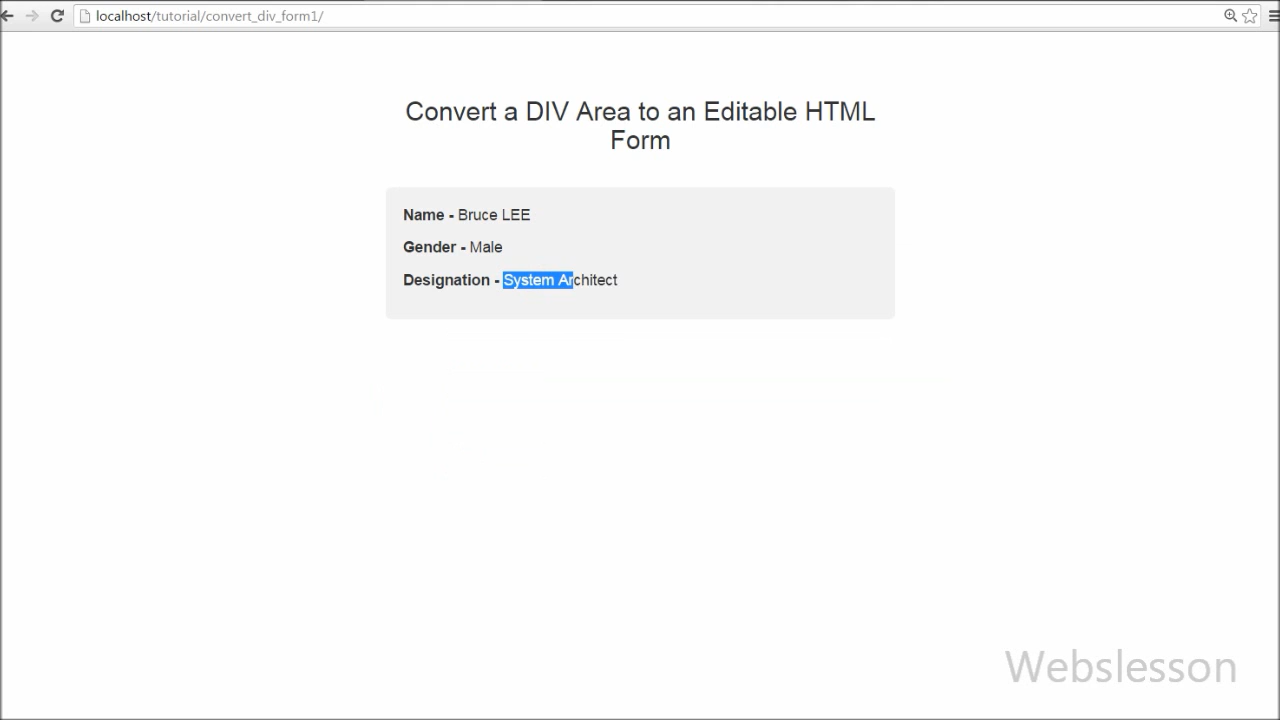 localhost/tutorial/convert_div_form1/
Convert a DIV Area to an Editable HTML
Form
Name - Bruce LEE
Gender - Male
Designation - System Architect
Webslesson